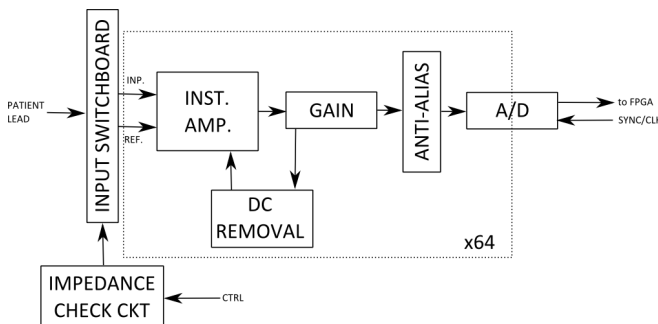 PATIENT
LEAD
INPUT SWITCHBOARD
INP.
REF.
INST.
AMP.
GAIN
DC
REMOVAL
ANTI-ALIAS
A/D
to FPGA
SYNC/CLK
x64
IMPEDANCE
CHECK CKT
CTRL